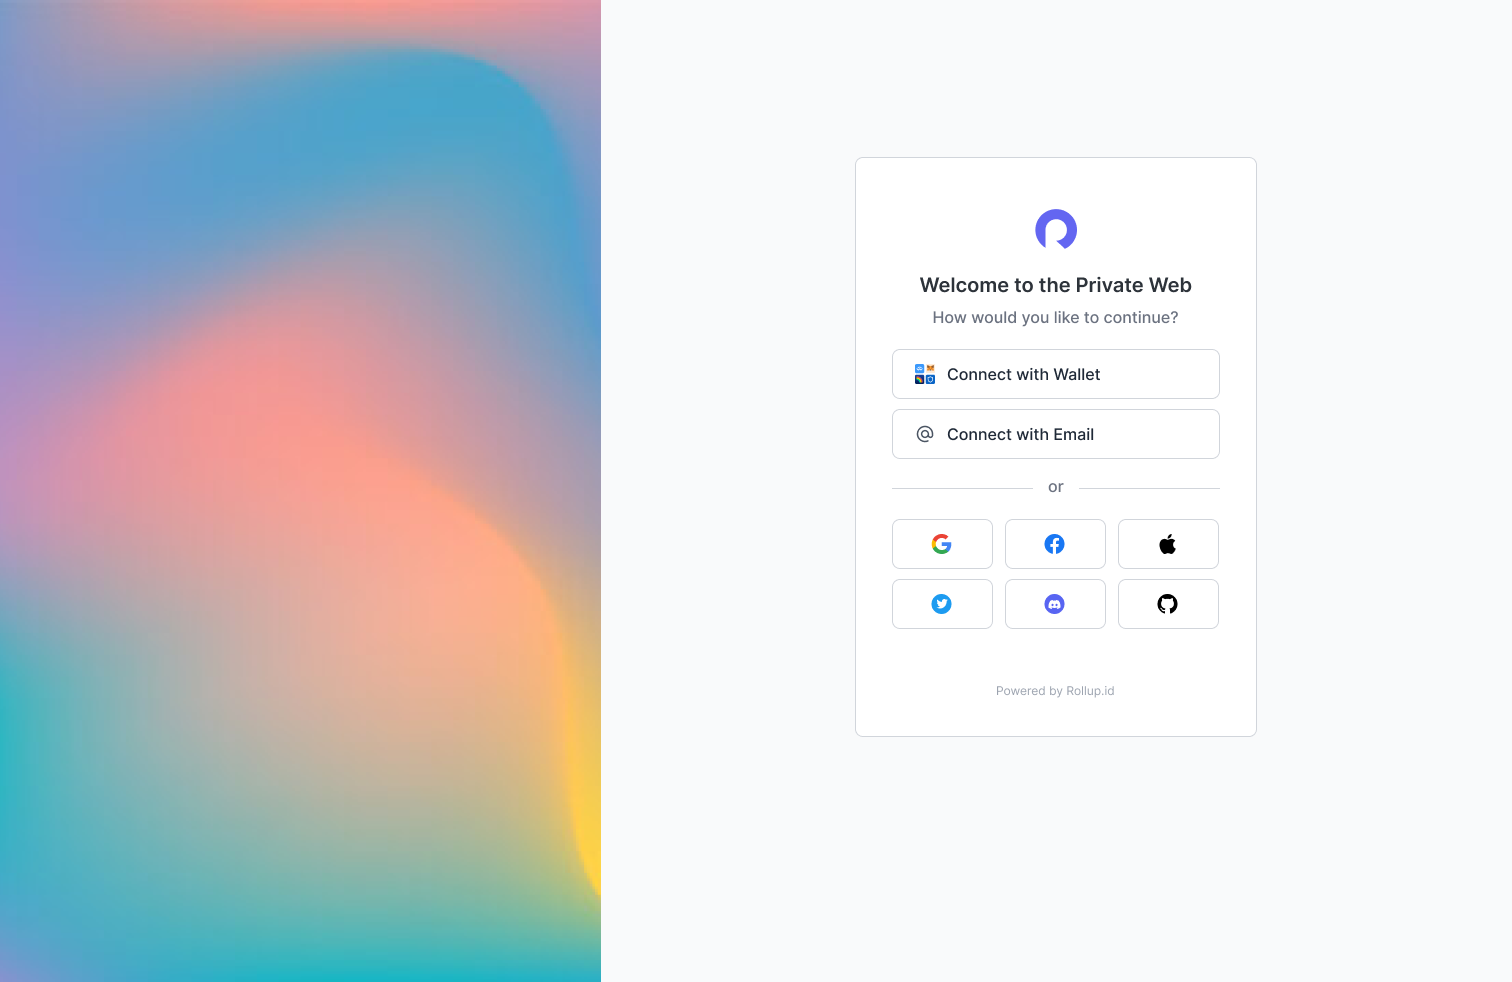 Welcome to the Private Web
How would you like to continue?
Connect with Wallet
Connect with Email
or
Powered by Rollup.id